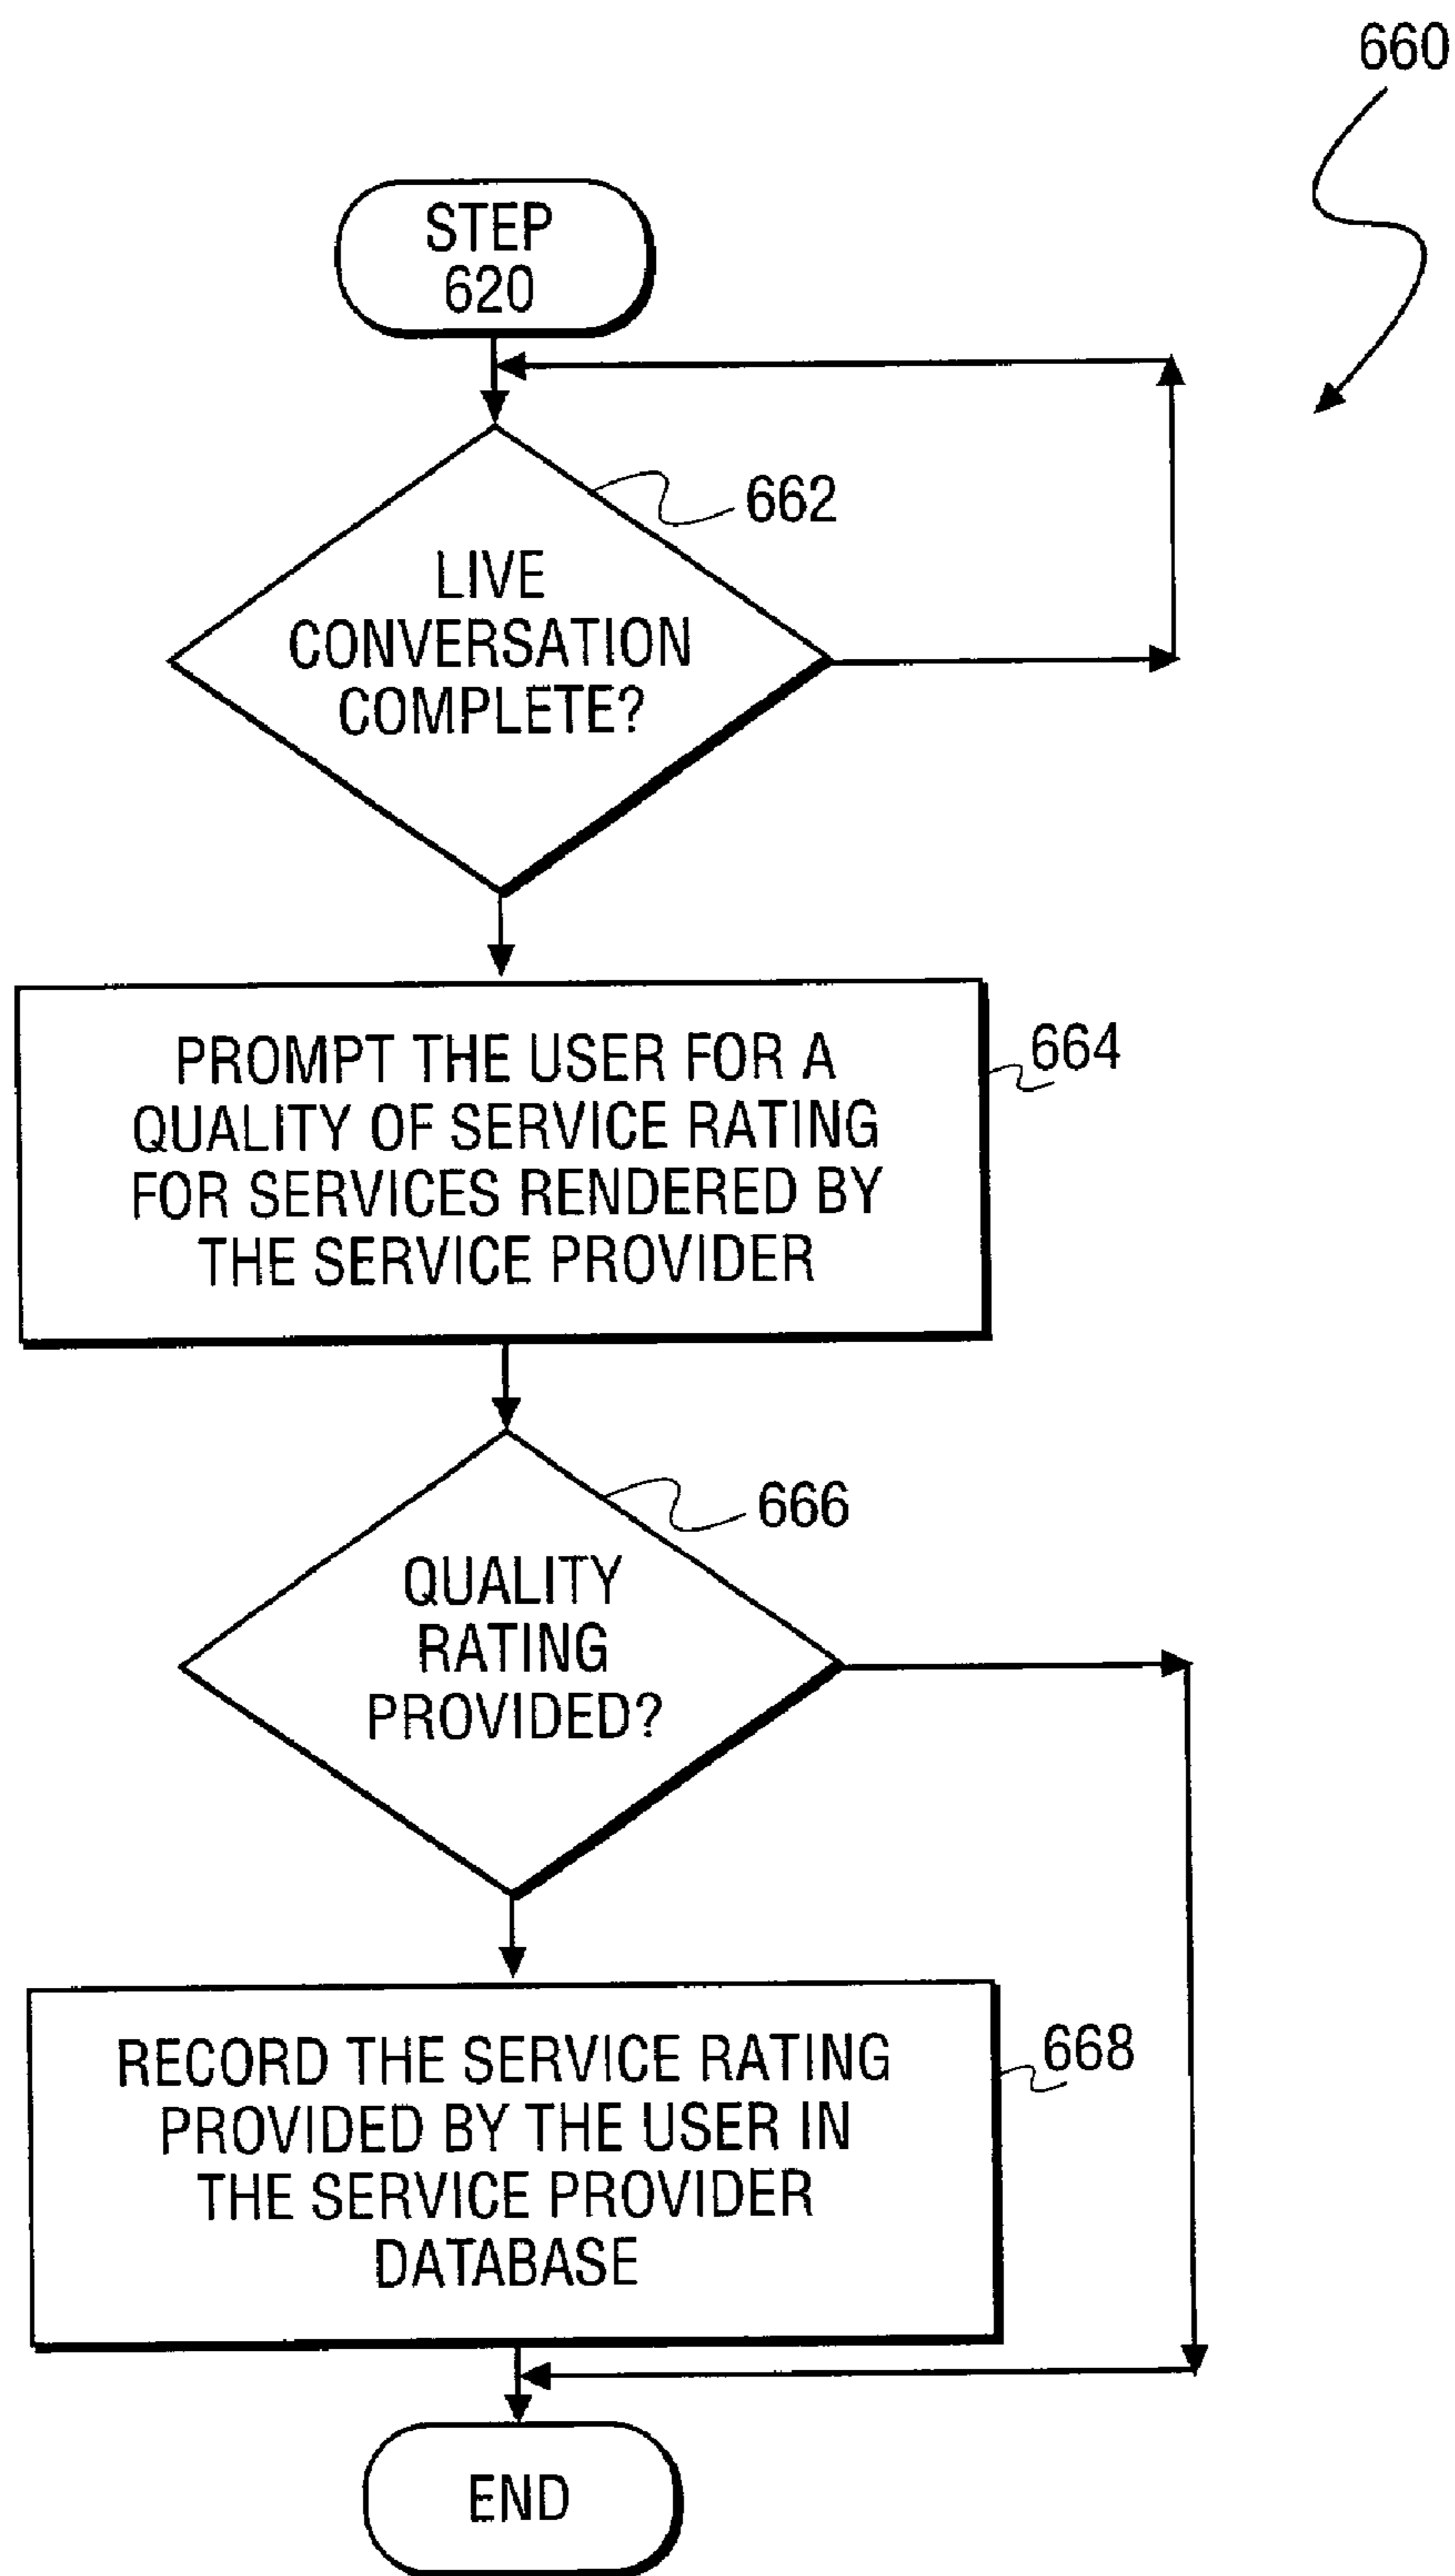 660
STEP
620
662
LIVE
CONVERSATION
COMPLETE?
664
PROMPT THE USER FOR A
QUALITY OF SERVICE RATING
FOR SERVICES RENDERED BY
THE SERVICE PROVIDER
666
QUALITY
RATING
PROVIDED?
668
RECORD THE SERVICE RATING
PROVIDED BY THE USER IN
THE SERVICE PROVIDER
DATABASE
END